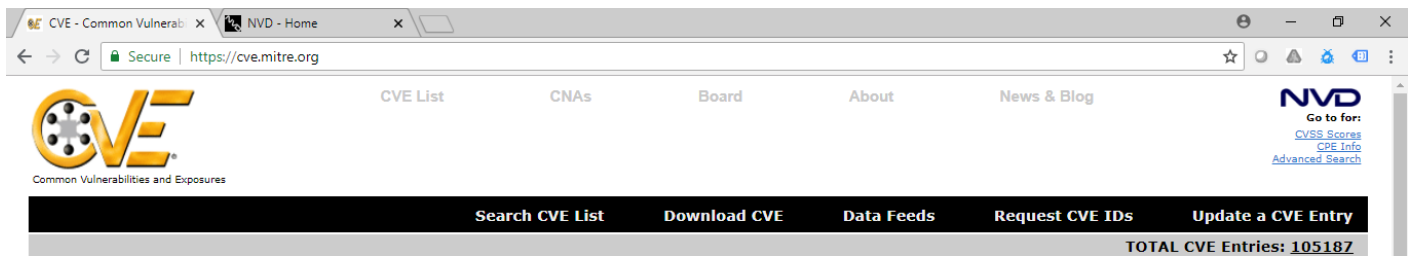 CVE - Common Vulnerab
NVD - Home
Secure | https://cve.mitre.org
CVE
Common Vulnerabilities and Exposures
CVE List CNAs Board About News & Blog
NVD
Go to for:
CVSS Scores
CPE Info
Advanced Search
Search CVE List Download CVE Data Feeds Request CVE IDs Update a CVE Entry
TOTAL CVE Entries: 105187